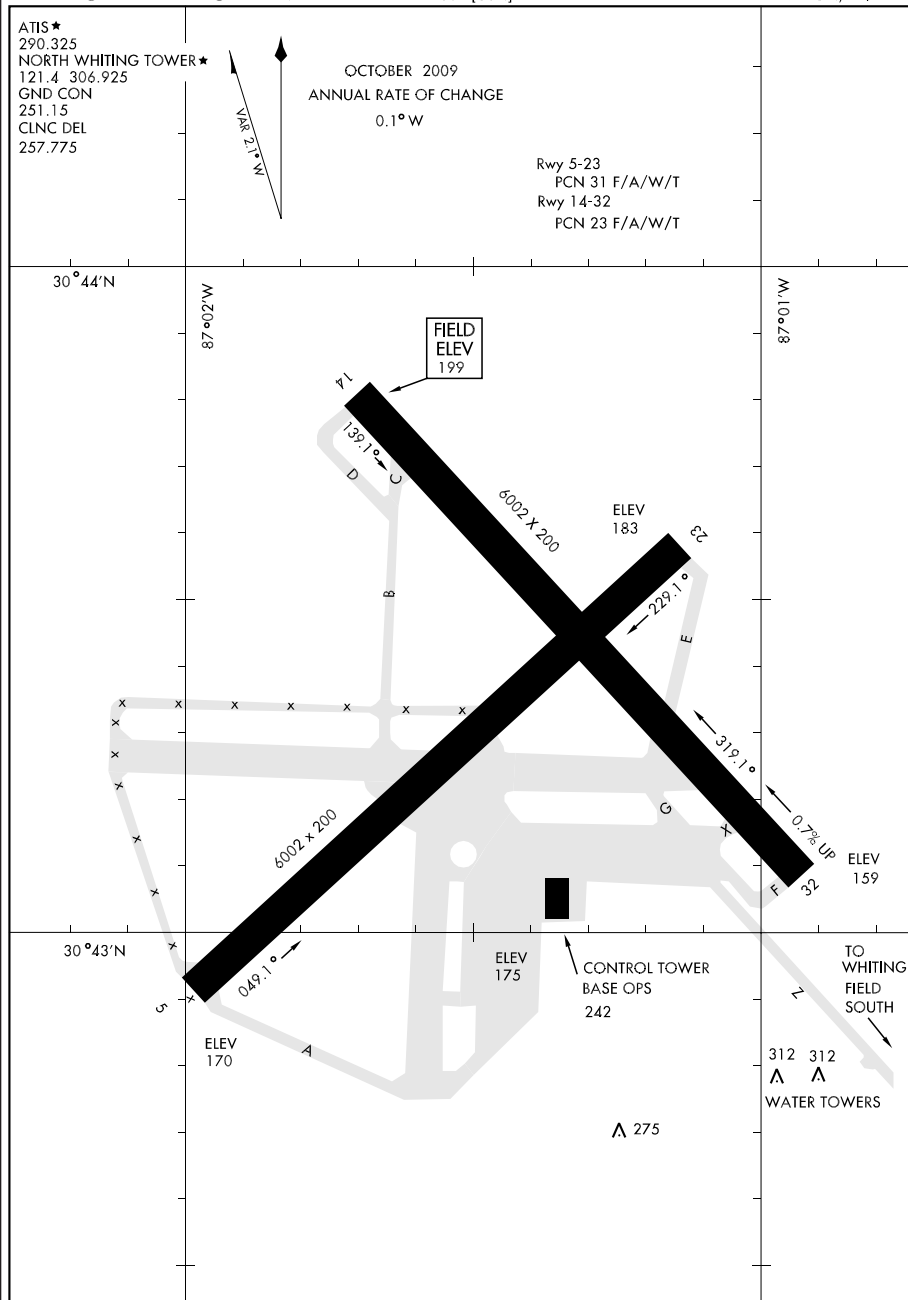 ATIS★
290.325
NORTH WHITING TOWER★
121.4 306.925
GND CON
251.15
CLNC DEL
257.775
VAR 2.1° W
OCTOBER 2009
ANNUAL RATE OF CHANGE
0.1° W
Rwy 5-23
PCN 31 F/A/W/T
Rwy 14-32
PCN 23 F/A/W/T
30°44'N
87°02'W
87°01'W
FIELD
ELEV
199
14
139.1°
D
C
6002 X 200
ELEV
183
23
229.1°
B
E
x x x x x x x
x
x
x
x
x
x
x
319.1°
0.7% UP
G
X
6002 x 200
ELEV
159
F
32
30°43'N
049.1°
5
ELEV
175
CONTROL TOWER
BASE OPS
242
TO
WHITING
FIELD
SOUTH
Z
ELEV
170
A
312 312
WATER TOWERS
275